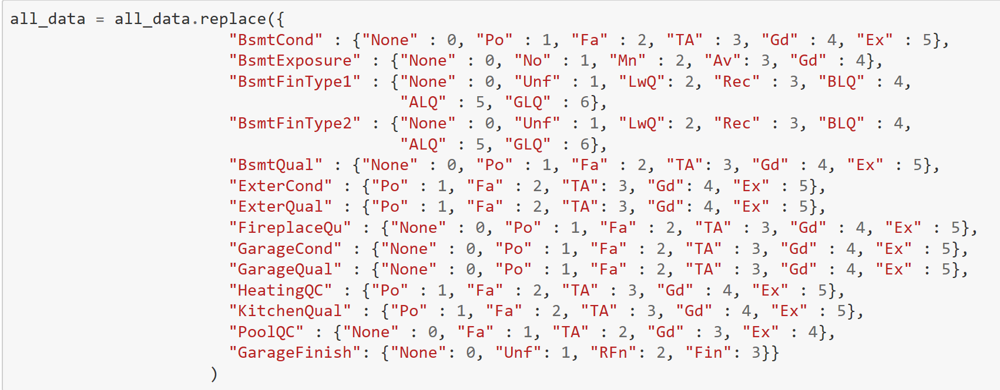 all_data = all_data.replace({
"BsmtCond" : {"None" : 0, "Po" : 1, "Fa" : 2, "TA" : 3, "Gd" : 4, "Ex" : 5},
"BsmtExposure" : {"None" : 0, "No" : 1, "Mn" : 2, "Av": 3, "Gd" : 4},
"BsmtFinType1" : {"None" : 0, "Unf" : 1, "LwQ": 2, "Rec" : 3, "BLQ" : 4,
"ALQ" : 5, "GLQ" : 6},
"BsmtFinType2" : {"None" : 0, "Unf" : 1, "LwQ": 2, "Rec" : 3, "BLQ" : 4,
"ALQ" : 5, "GLQ" : 6},
"BsmtQual" : {"None" : 0, "Po" : 1, "Fa" : 2, "TA": 3, "Gd" : 4, "Ex" : 5},
"ExterCond" : {"Po" : 1, "Fa" : 2, "TA": 3, "Gd": 4, "Ex" : 5},
"ExterQual" : {"Po" : 1, "Fa" : 2, "TA": 3, "Gd": 4, "Ex" : 5},
"FireplaceQu" : {"None" : 0, "Po" : 1, "Fa" : 2, "TA" : 3, "Gd" : 4, "Ex" : 5},
"GarageCond" : {"None" : 0, "Po" : 1, "Fa" : 2, "TA" : 3, "Gd" : 4, "Ex" : 5},
"GarageQual" : {"None" : 0, "Po" : 1, "Fa" : 2, "TA" : 3, "Gd" : 4, "Ex" : 5},
"HeatingQC" : {"Po" : 1, "Fa" : 2, "TA" : 3, "Gd" : 4, "Ex" : 5},
"KitchenQual" : {"Po" : 1, "Fa" : 2, "TA" : 3, "Gd" : 4, "Ex" : 5},
"PoolQC" : {"None" : 0, "Fa" : 1, "TA" : 2, "Gd" : 3, "Ex" : 4},
"GarageFinish": {"None": 0, "Unf": 1, "RFn": 2, "Fin": 3}}
)